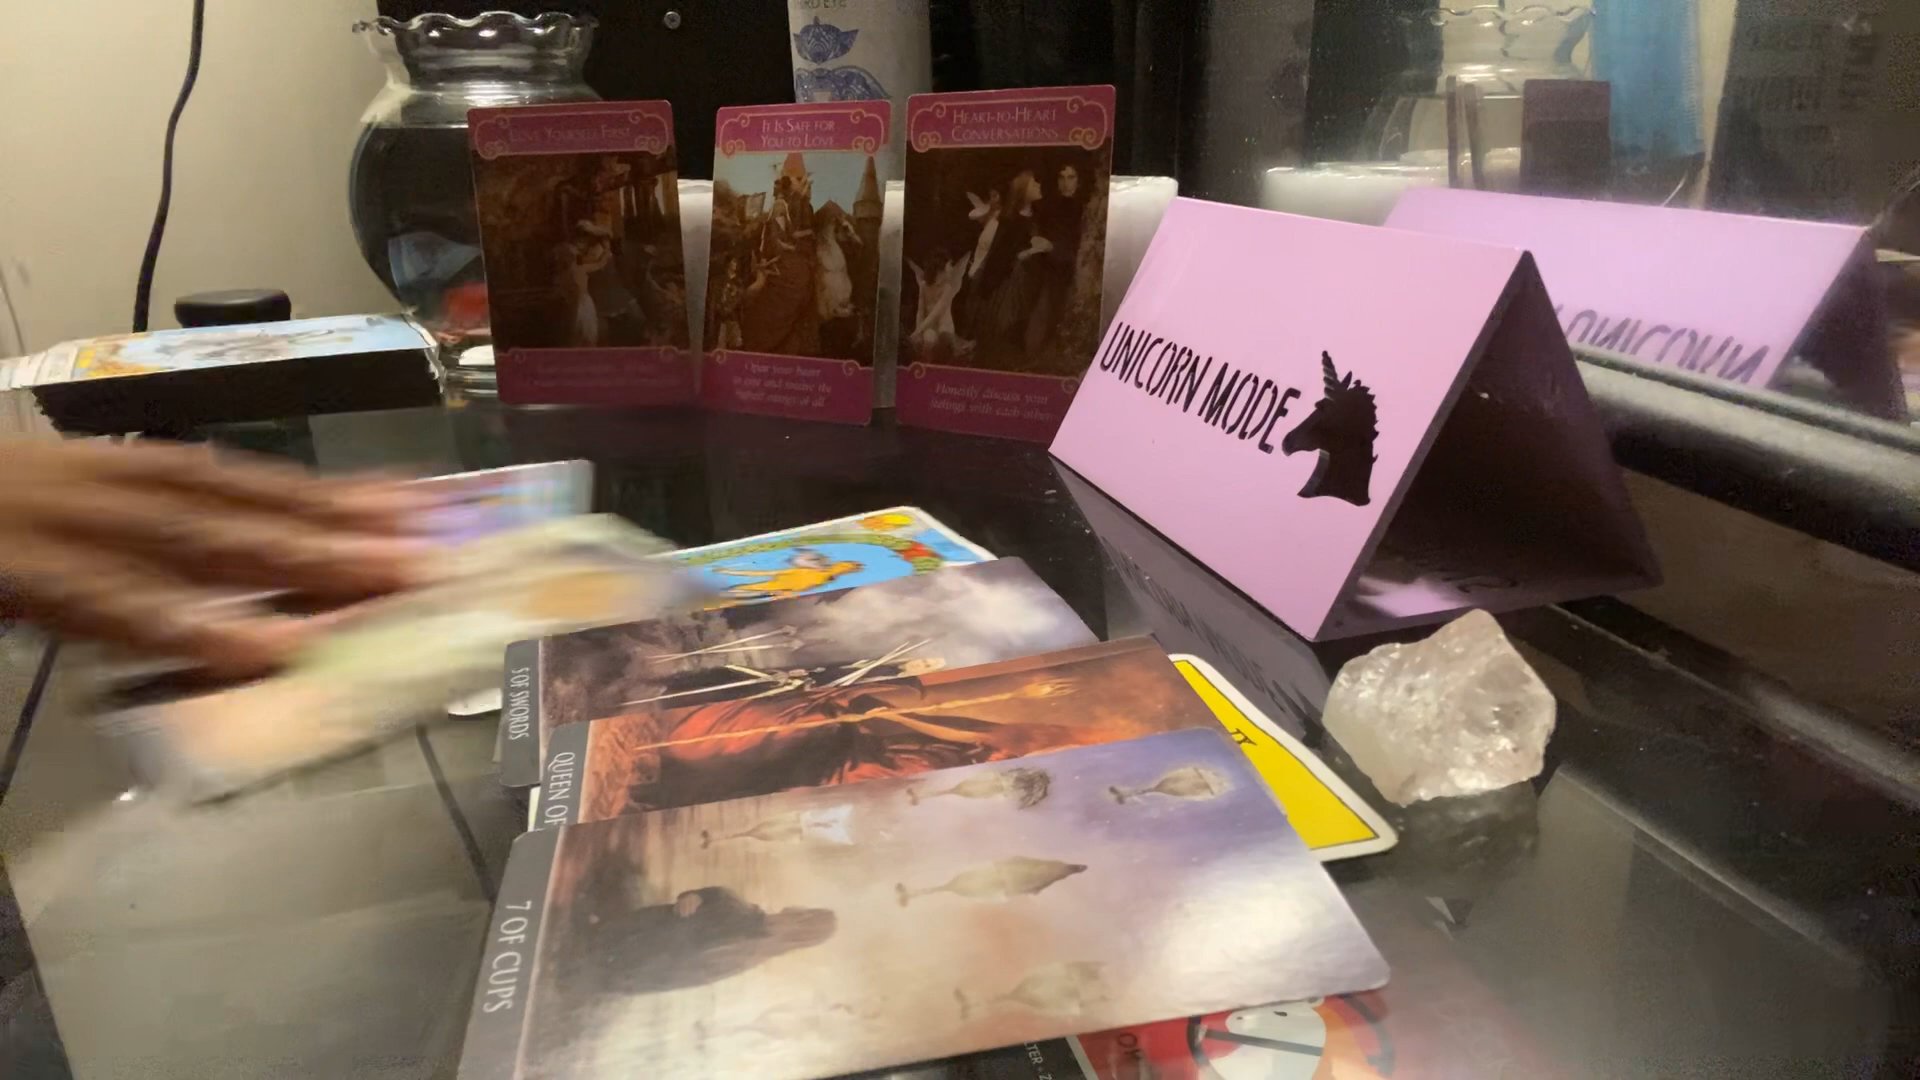 THIRD EYE
LOVE YOURSELF FIRST
IT IS SAFE FOR
YOU TO LOVE
Open your heart
to give and receive the
highest energy of all.
HEART-TO-HEART
CONVERSATIONS
Honestly discuss your
feelings with each other.
UNICORN MODE
5 OF SWORDS
QUEEN OF
7 OF CUPS